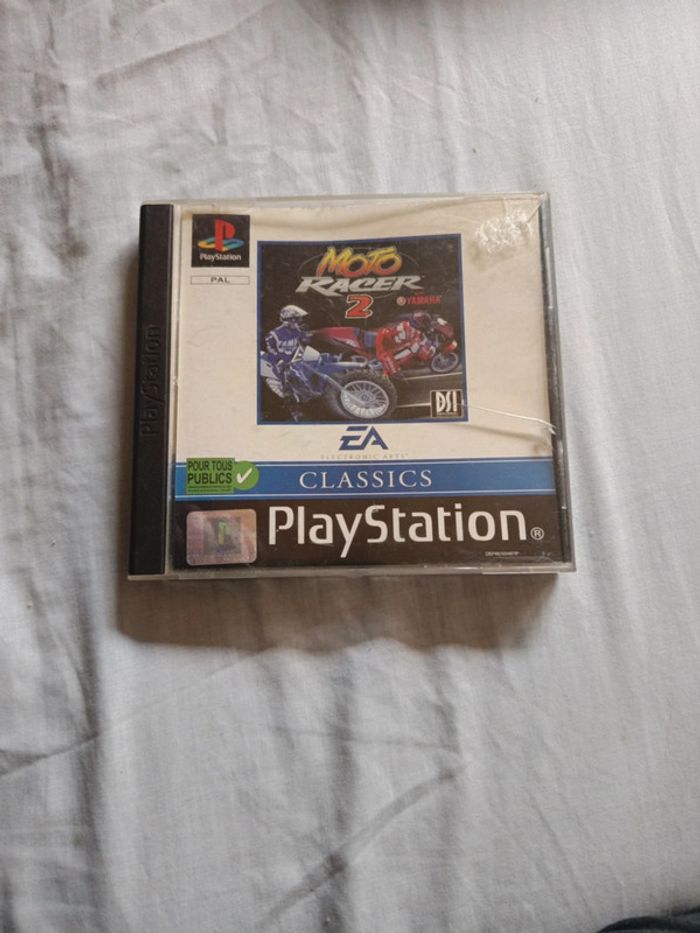 PlayStation
PlayStation
PAL
MOTO
RACER
2
YAMAHA
DSI
EA
ELECTRONIC ARTS
CLASSICS
POUR TOUS
PUBLICS
PlayStation®